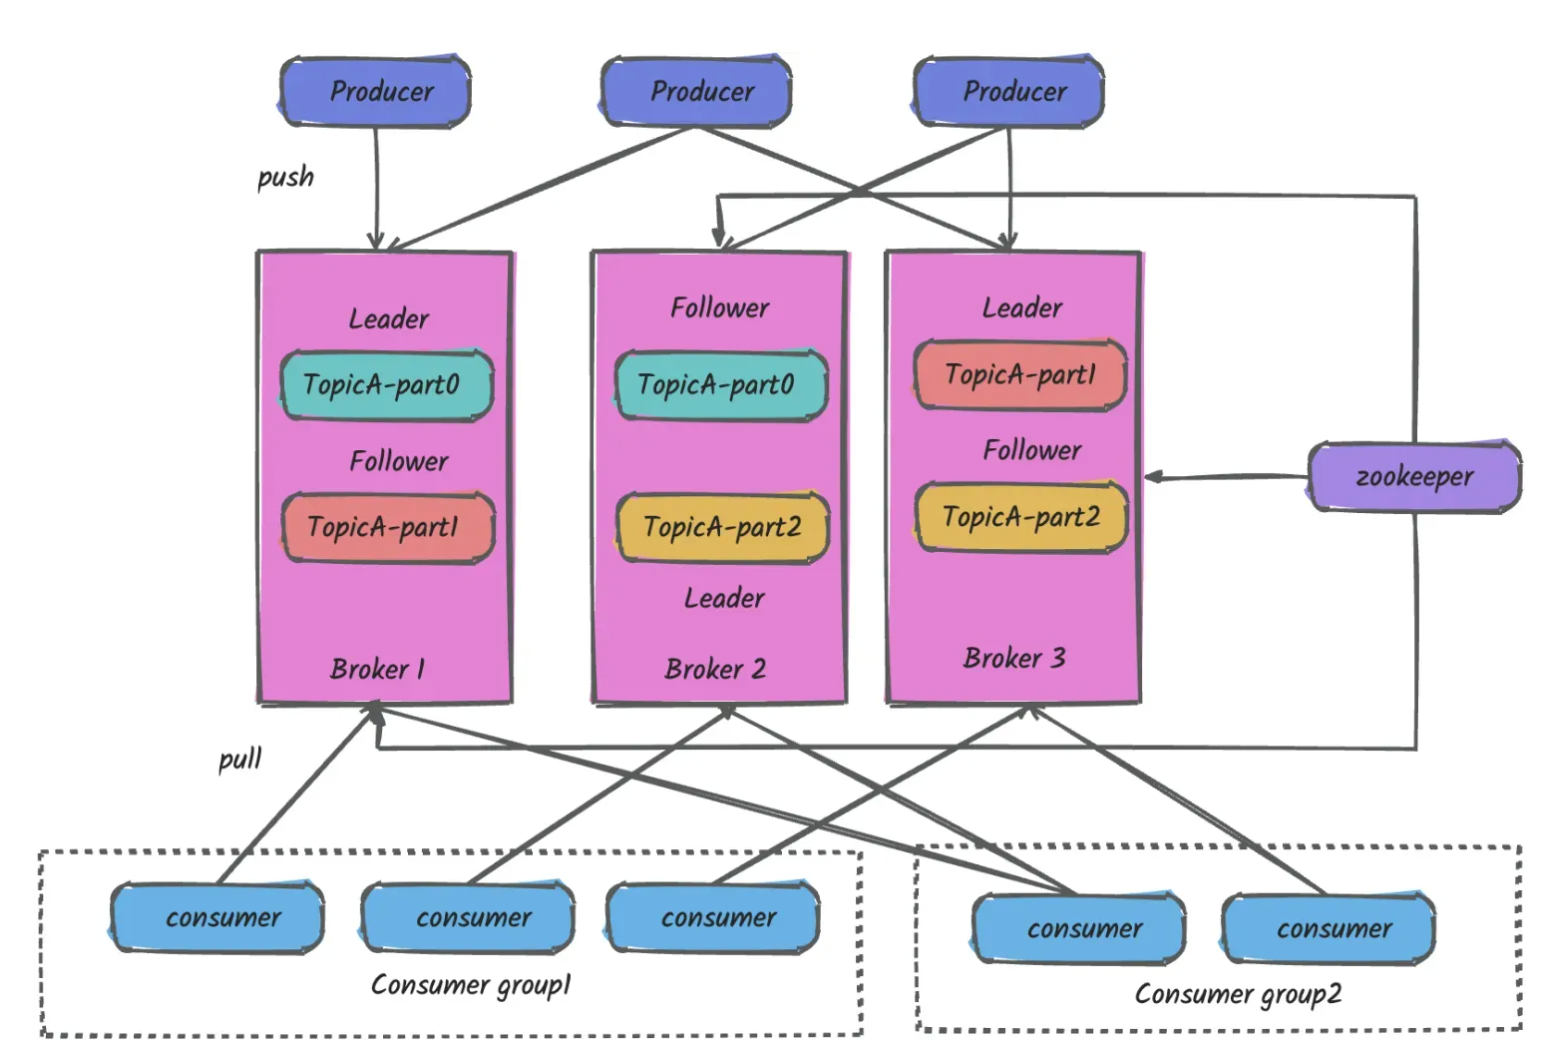 Producer
Producer
Producer
push
Leader
TopicA-part0
Follower
TopicA-part1
Broker 1
Follower
TopicA-part0
TopicA-part2
Leader
Broker 2
Leader
TopicA-part1
Follower
TopicA-part2
Broker 3
zookeeper
pull
consumer
consumer
consumer
Consumer group1
consumer
consumer
Consumer group2